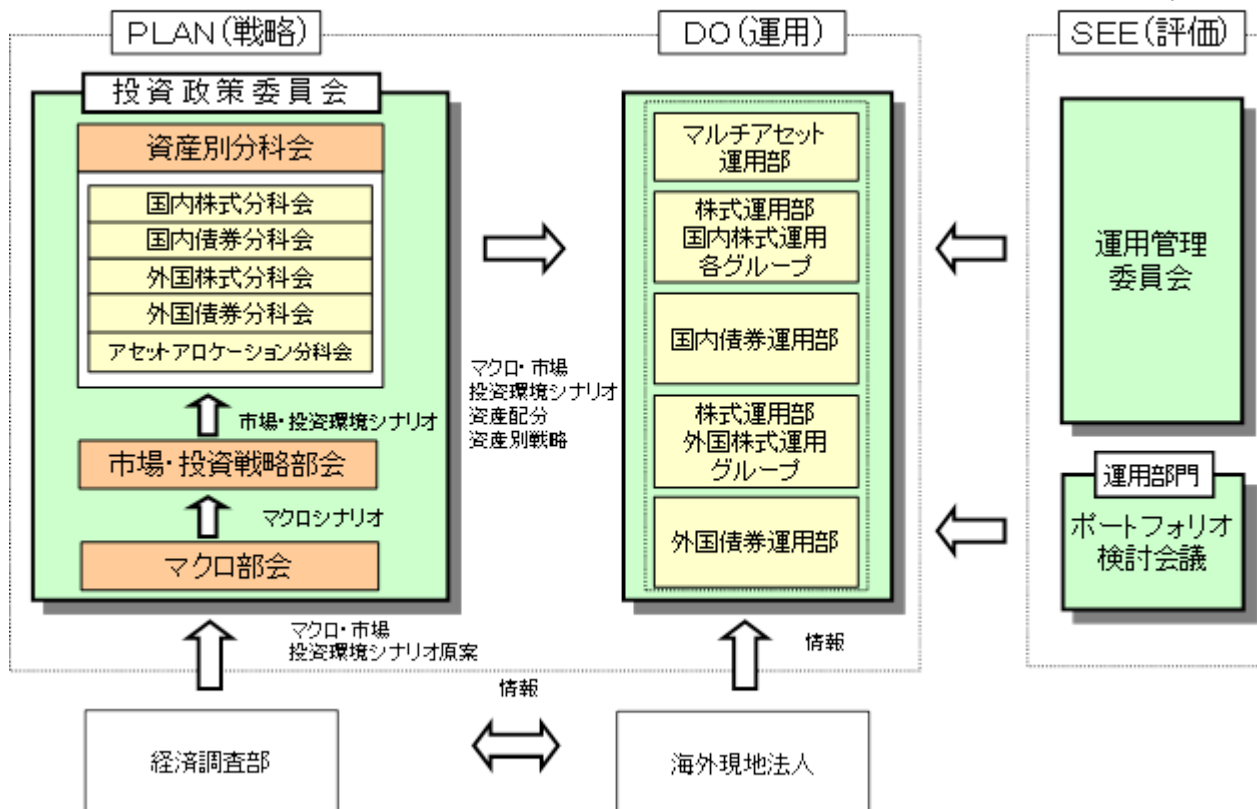 PLAN(戦略)
投資政策委員会
資産別分科会
国内株式分科会
国内債券分科会
外国株式分科会
外国債券分科会
アセットアロケーション分科会
市場・投資環境シナリオ
市場・投資戦略部会
マクロシナリオ
マクロ部会
マクロ・市場
投資環境シナリオ原案
経済調査部
マクロ・市場
投資環境シナリオ
資産配分
資産別戦略
情報
DO(運用)
マルチアセット
運用部
株式運用部
国内株式運用
各グループ
国内債券運用部
株式運用部
外国株式運用
グループ
外国債券運用部
情報
海外現地法人
SEE(評価)
運用管理
委員会
運用部門
ポートフォリオ
検討会議